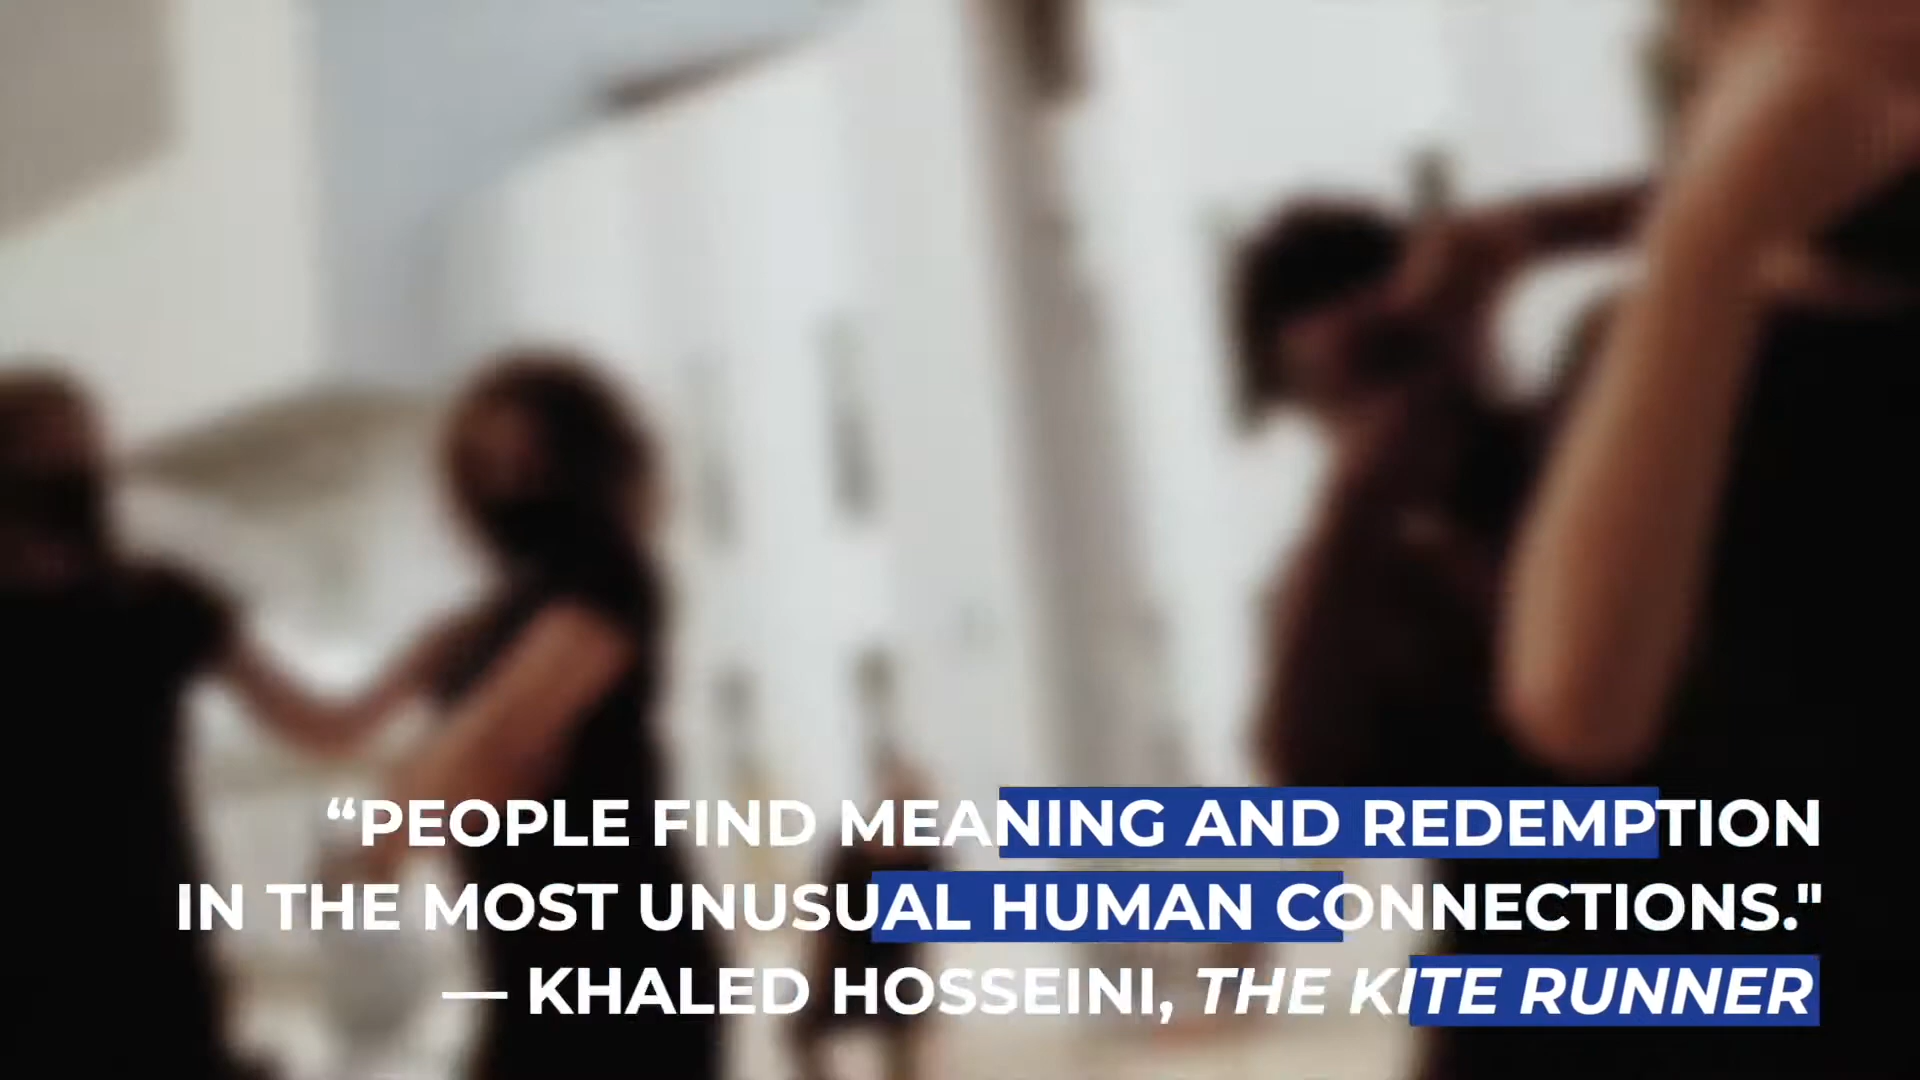 “PEOPLE FIND MEANING AND REDEMPTION
IN THE MOST UNUSUAL HUMAN CONNECTIONS."
— KHALED HOSSEINI, THE KITE RUNNER